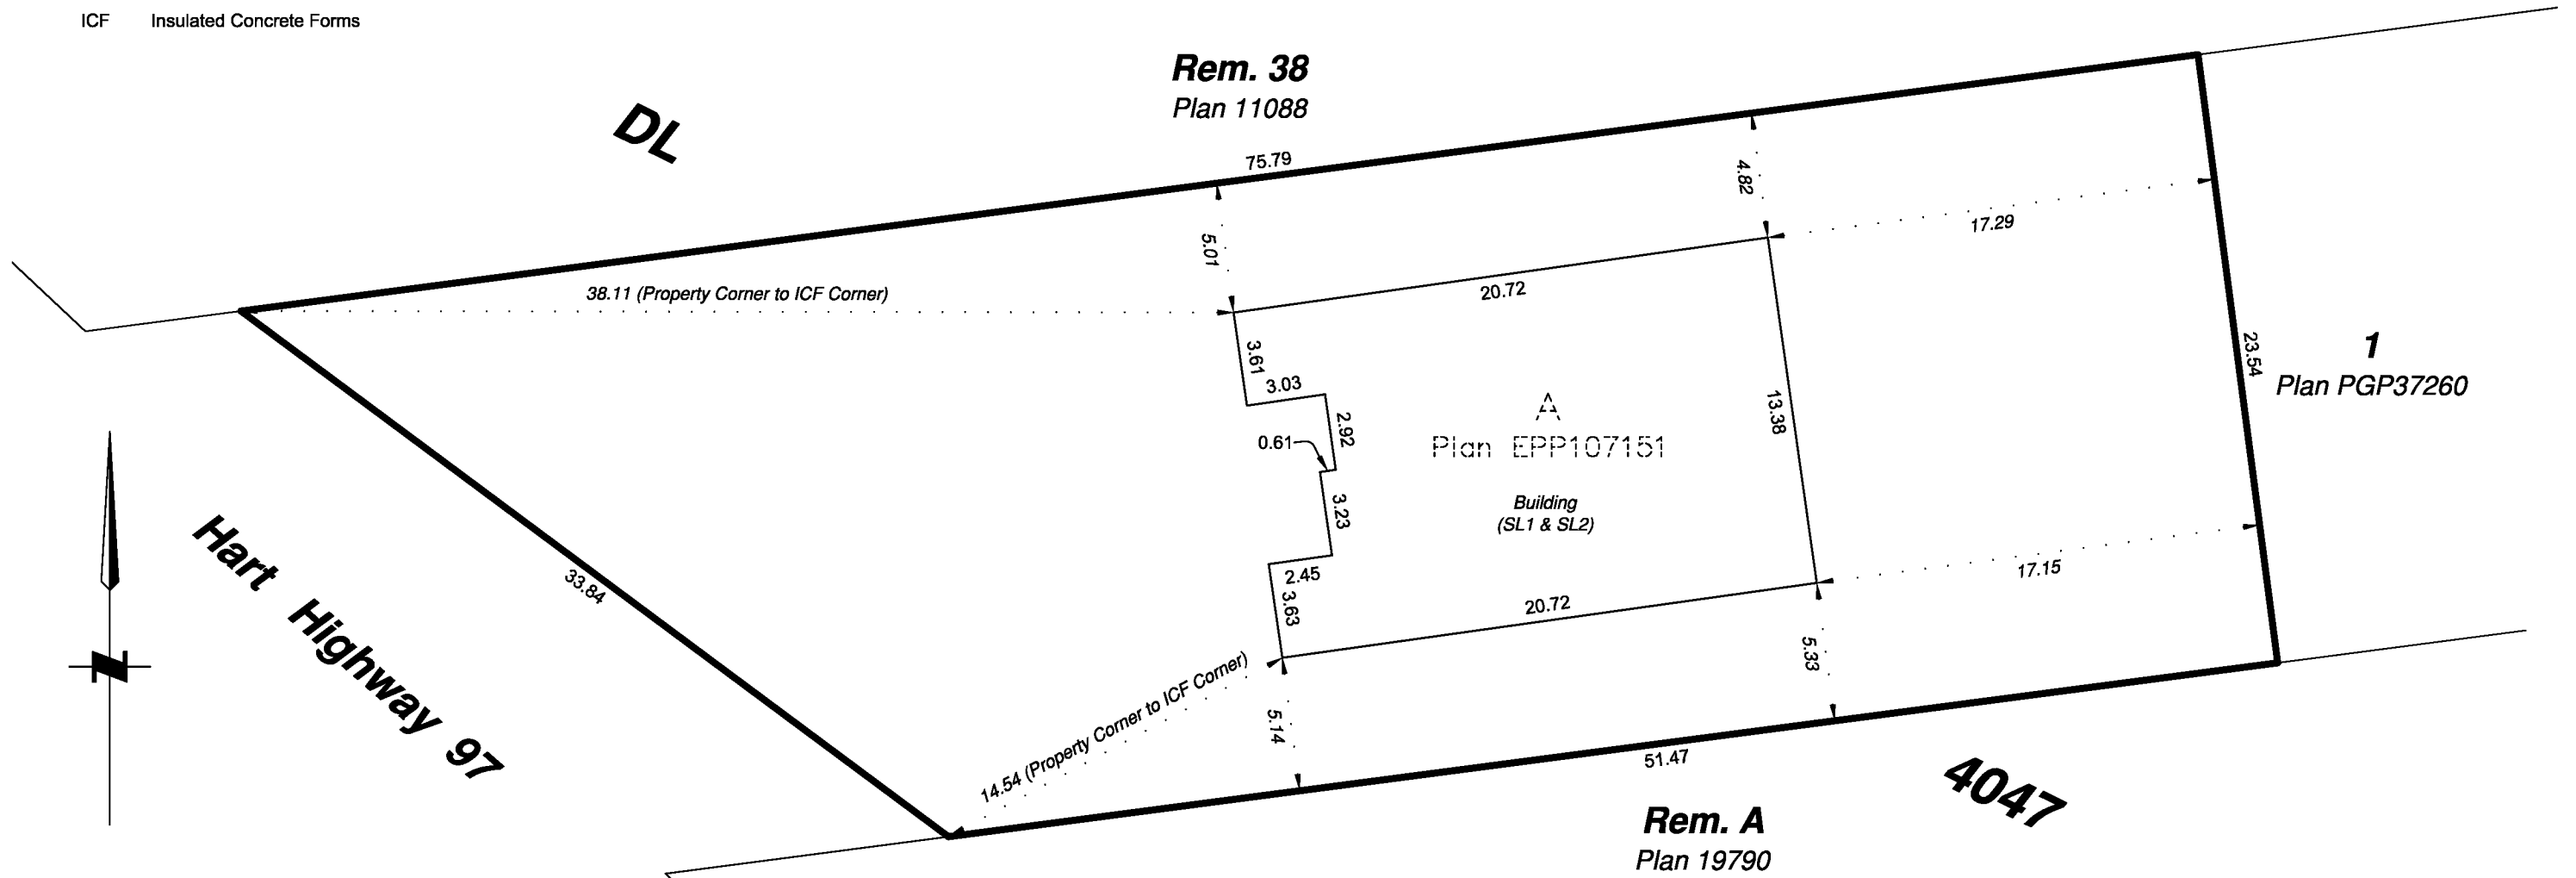 ICF Insulated Concrete Forms
Rem. 38
Plan 11088
DL
75.79
4.82
5.01
17.29
38.11 (Property Corner to ICF Corner)
20.72
3.61
3.03
23.54
1
Plan PGP37260
2.92
0.61
A
Plan EPP107151
13.38
3.23
Building
(SL1 & SL2)
Hart Highway 97
33.84
2.45
3.63
20.72
17.15
5.33
14.54 (Property Corner to ICF Corner)
5.14
51.47
4047
Rem. A
Plan 19790
N